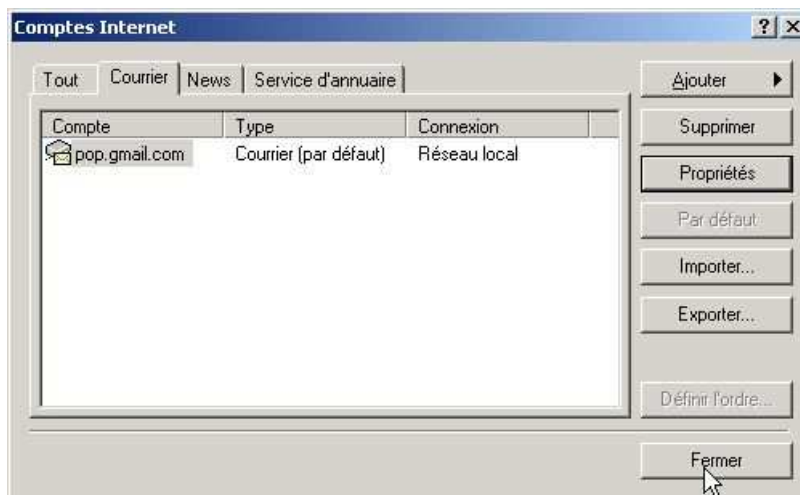 Comptes Internet
Tout Courrier News Service d'annuaire
Compte Type Connexion
pop.gmail.com Courrier (par défaut) Réseau local
Ajouter
Supprimer
Propriétés
Par défaut
Importer...
Exporter...
Définir l'ordre...
Fermer